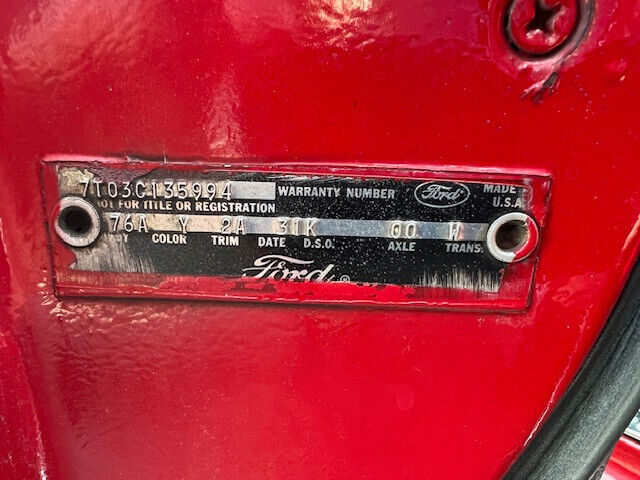 7T03C135994 WARRANTY NUMBER Ford MADE
NOT FOR TITLE OR REGISTRATION U.S.A.
76A Y 2A 31K 00 W
COLOR TRIM DATE D.S.O. AXLE TRANS.
Ford ®